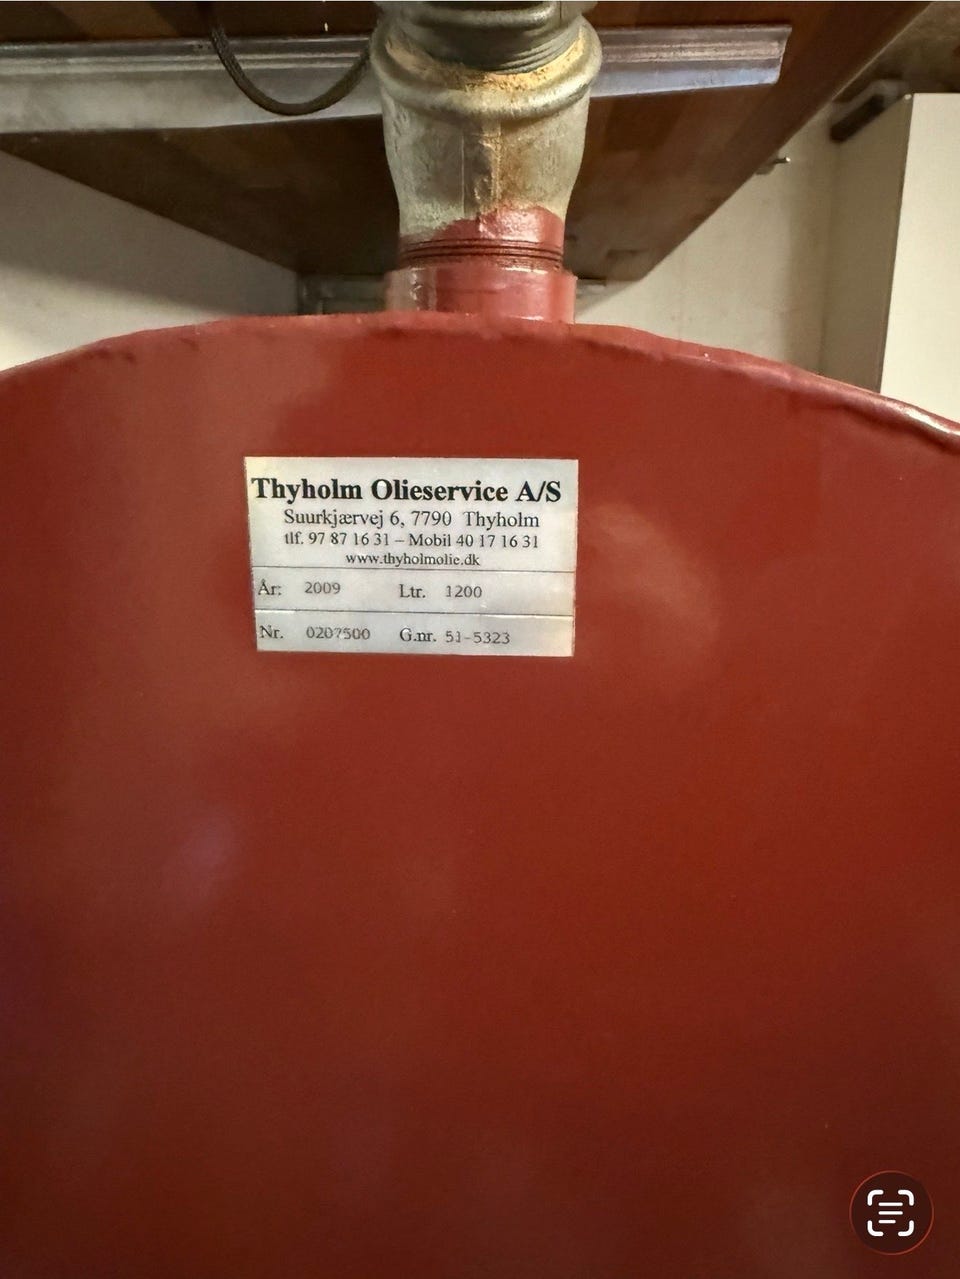 Thyholm Olieservice A/S
Suurkjærvej 6, 7790 Thyholm
tlf. 97 87 16 31 – Mobil 40 17 16 31
www.thyholmolie.dk
År: 2009 Ltr. 1200
Nr. 0207500 G.nr. 51-5323